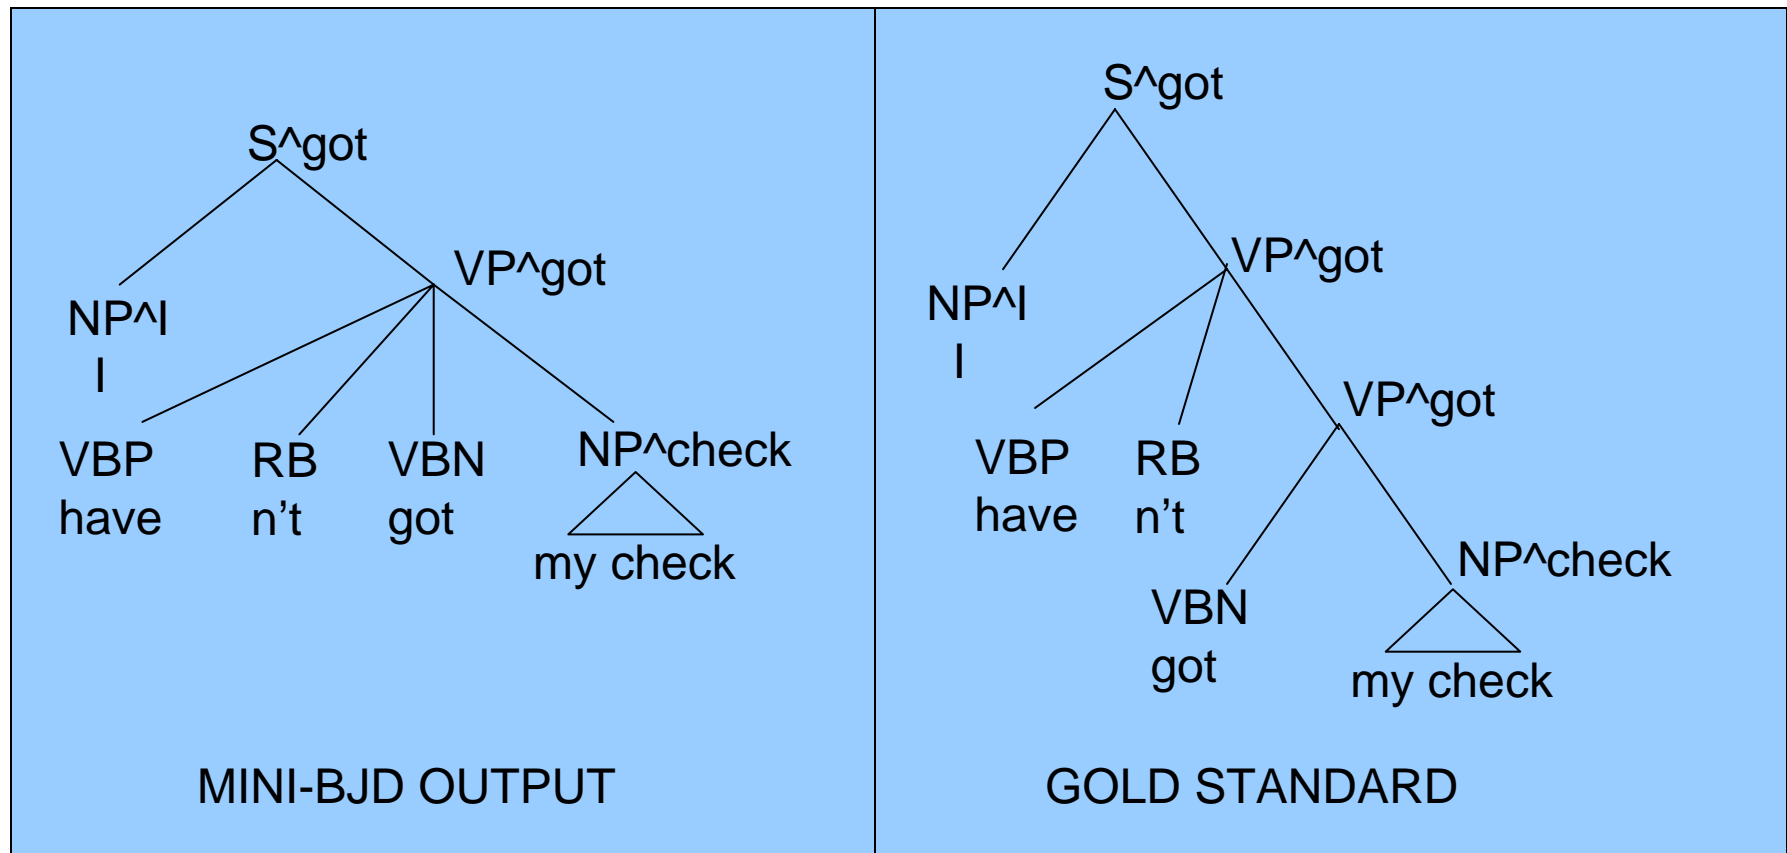 S^got
VP^got
NP^I
I
VBP RB VBN NP^check
have n’t got
my check
MINI-BJD OUTPUT
S^got
VP^got
NP^I
I
VP^got
VBP RB
have n’t
NP^check
VBN
got
my check
GOLD STANDARD